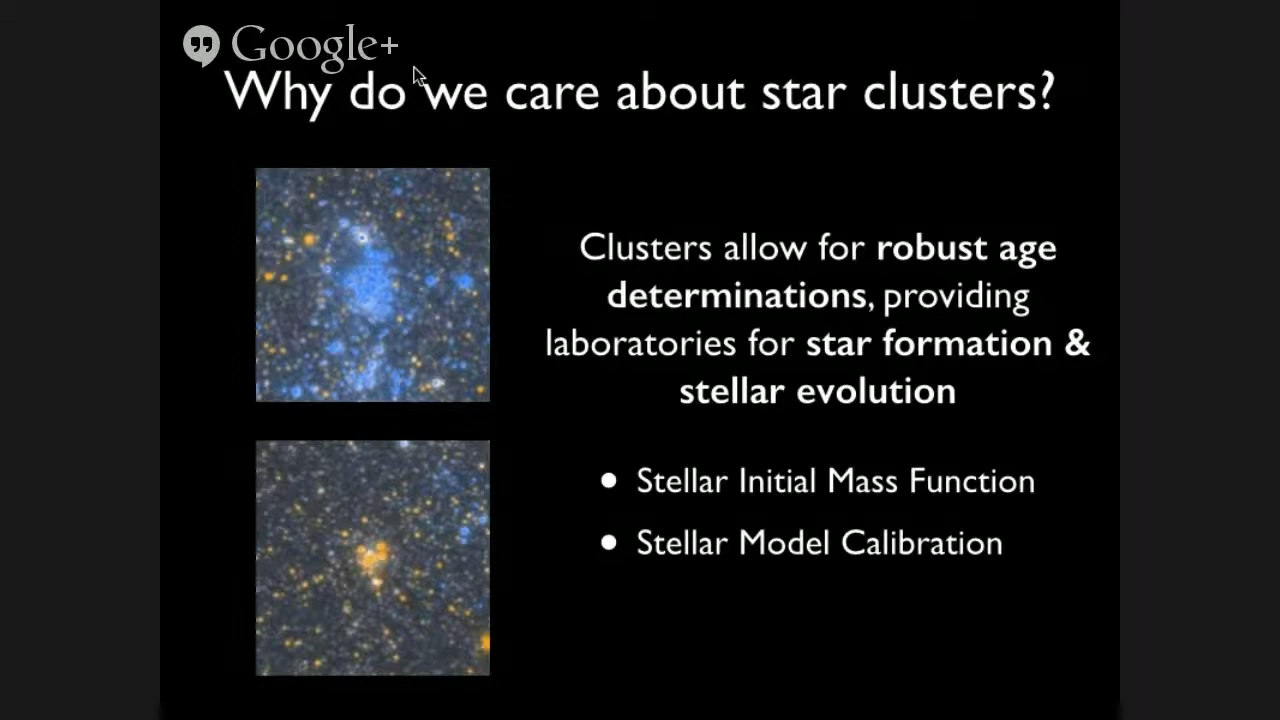 Google+
Why do we care about star clusters?
Clusters allow for robust age
determinations, providing
laboratories for star formation &
stellar evolution
• Stellar Initial Mass Function
• Stellar Model Calibration